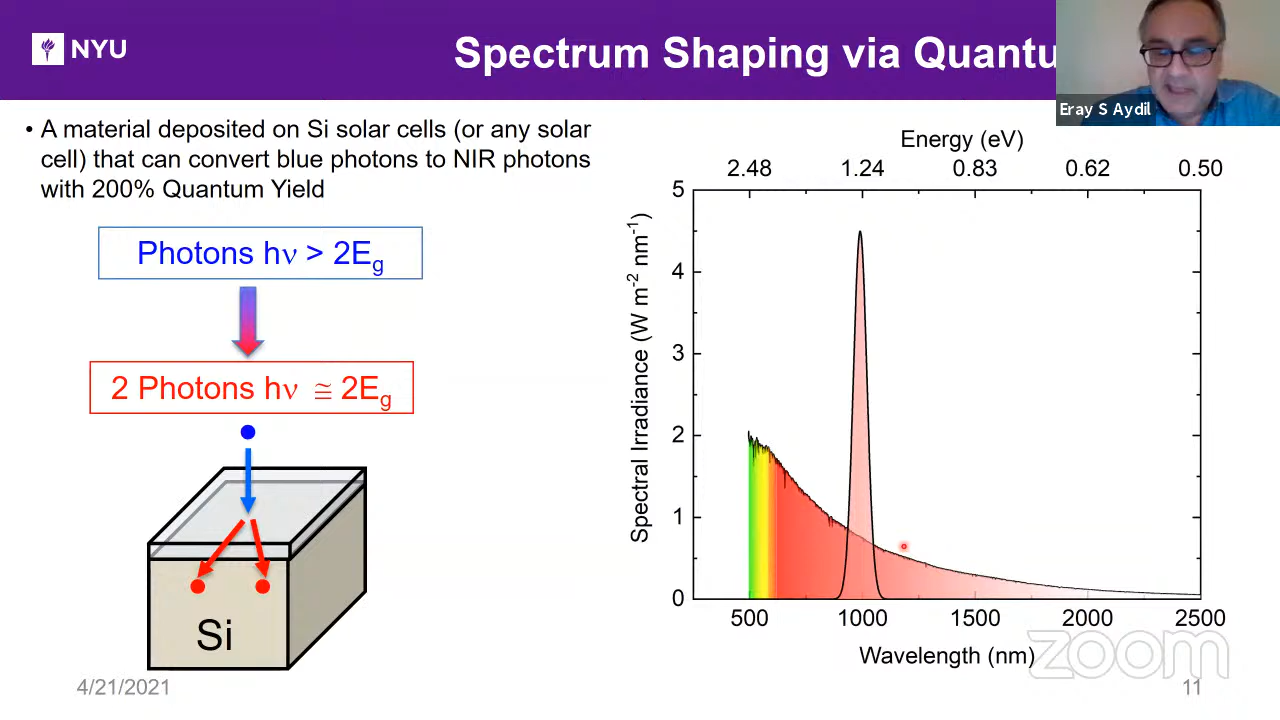 NYU
Spectrum Shaping via
Eray S Aydil
• A material deposited on Si solar cells (or any solar
cell) that can convert blue photons to NIR photons
with 200% Quantum Yield
Photons hν > 2Eg
2 Photons hν ≅ 2Eg
Si
Energy (eV)
2.48 1.24 0.83 0.62 0.50
Spectral Irradiance (W m-2 nm-1)
5
4
3
2
1
0
500 1000 1500 2000 2500
Wavelength (nm)
zoom
4/21/2021
11